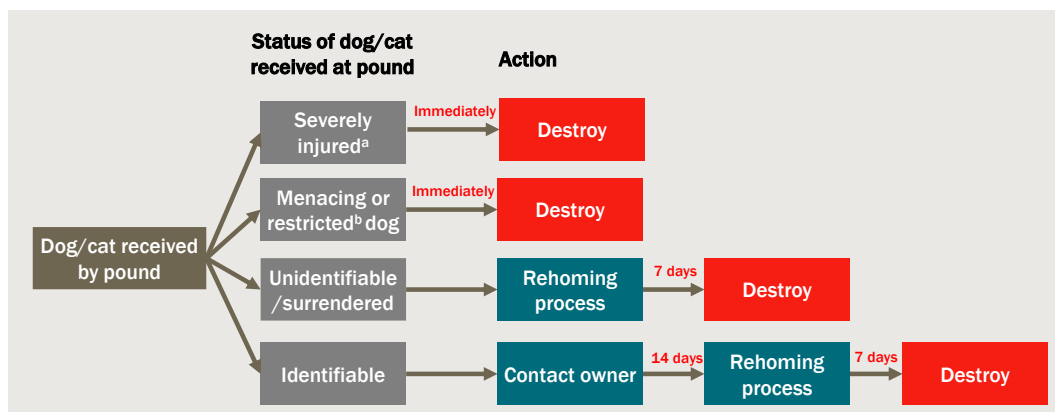 Status of dog/cat
received at pound
Action
Severely
injuredᵃ
Immediately
Destroy
Menacing or
restrictedᵇ dog
Immediately
Destroy
Dog/cat received
by pound
Unidentifiable
/surrendered
Rehoming
process
7 days
Destroy
Identifiable
Contact owner
14 days
Rehoming
process
7 days
Destroy